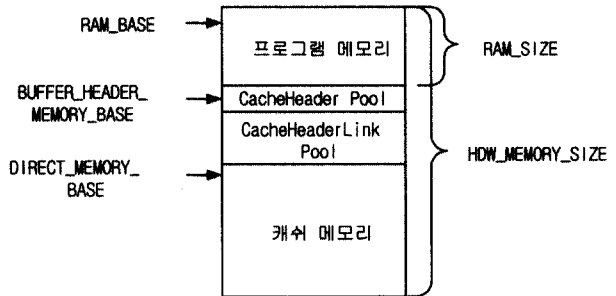 RAM_BASE
프로그램 메모리
RAM_SIZE
BUFFER_HEADER_
MEMORY_BASE
CacheHeader Pool
CacheHeaderLink
Pool
HDW_MEMORY_SIZE
DIRECT_MEMORY_
BASE
캐쉬 메모리